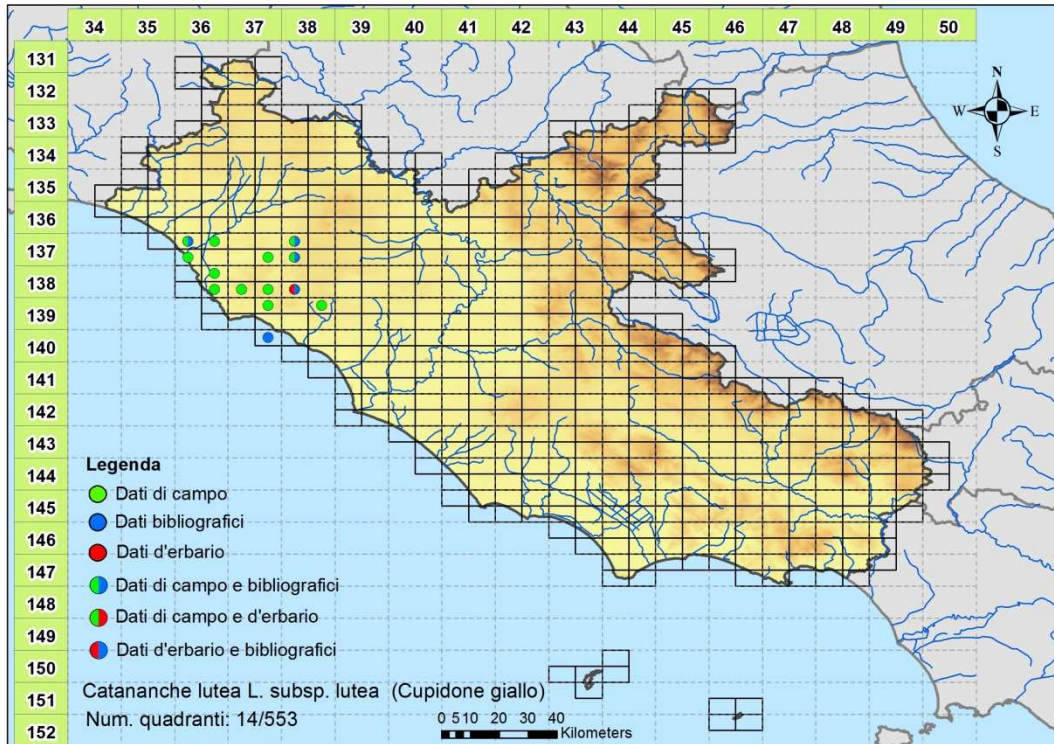 34 35 36 37 38 39 40 41 42 43 44 45 46 47 48 49 50
131
132
133
134
135
136
137
138
139
140
141
142
143
144
145
146
147
148
149
150
151
152
N
W E
S
Legenda
Dati di campo
Dati bibliografici
Dati d'erbario
Dati di campo e bibliografici
Dati di campo e d'erbario
Dati d'erbario e bibliografici
Catananche lutea L. subsp. lutea (Cupidone giallo)
Num. quadranti: 14/553
0 5 10 20 30 40
Kilometers